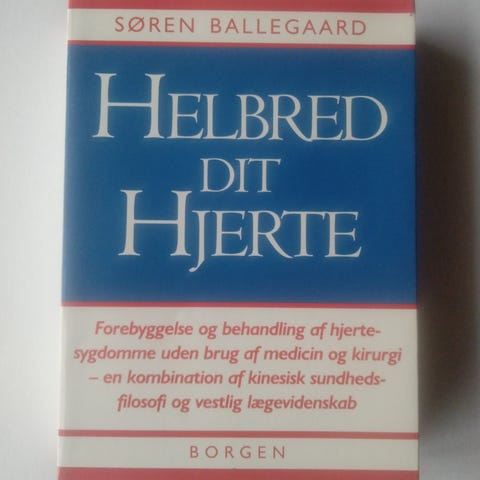 SØREN BALLEGAARD
HELBRED
DIT
HJERTE
Forebyggelse og behandling af hjerte-
sygdomme uden brug af medicin og kirurgi
– en kombination af kinesisk sundheds-
filosofi og vestlig lægevidenskab
BORGEN